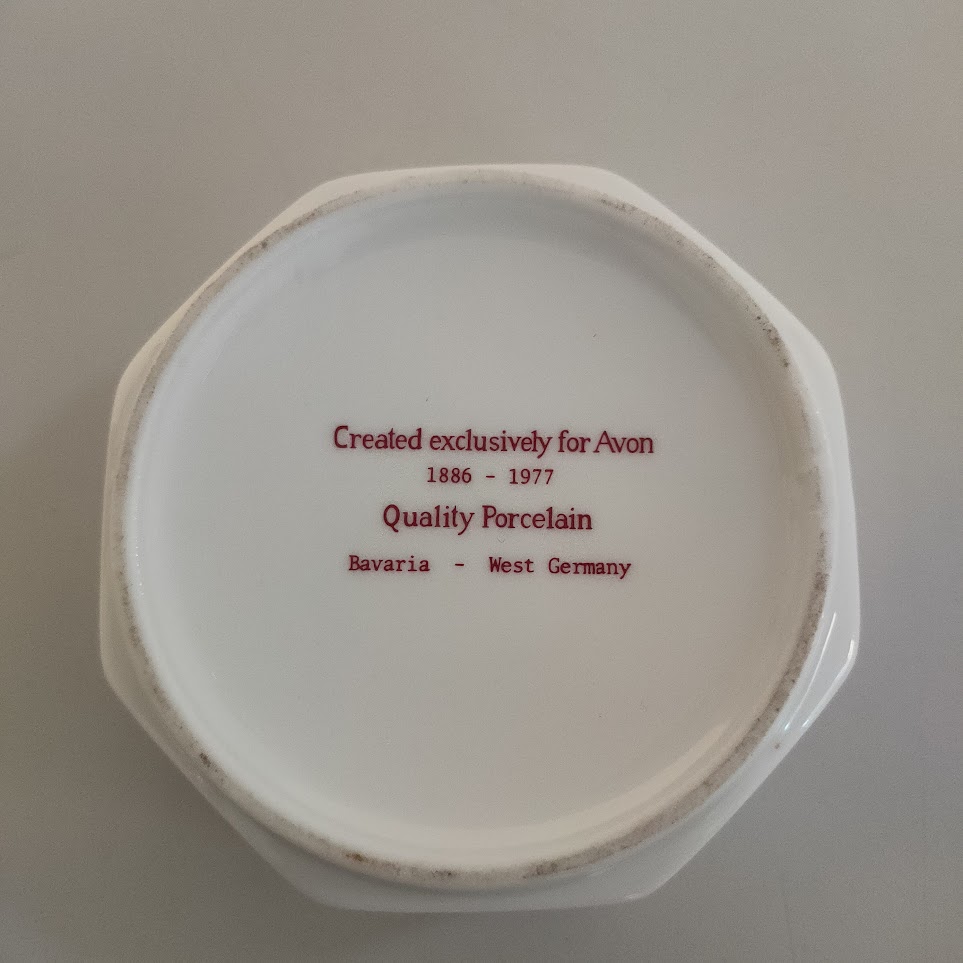 Created exclusively for Avon
1886 - 1977
Quality Porcelain
Bavaria - West Germany